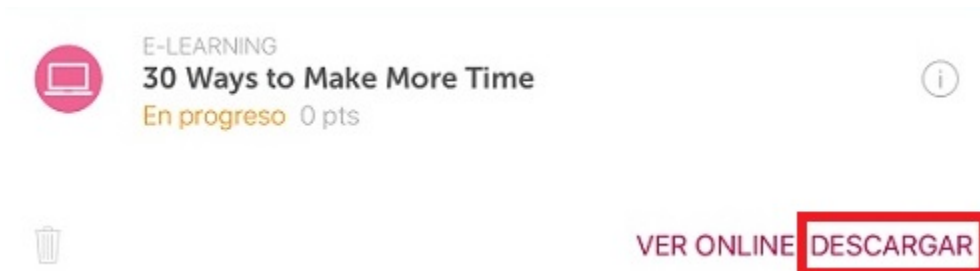 E-LEARNING
30 Ways to Make More Time
En progreso 0 pts
VER ONLINE DESCARGAR